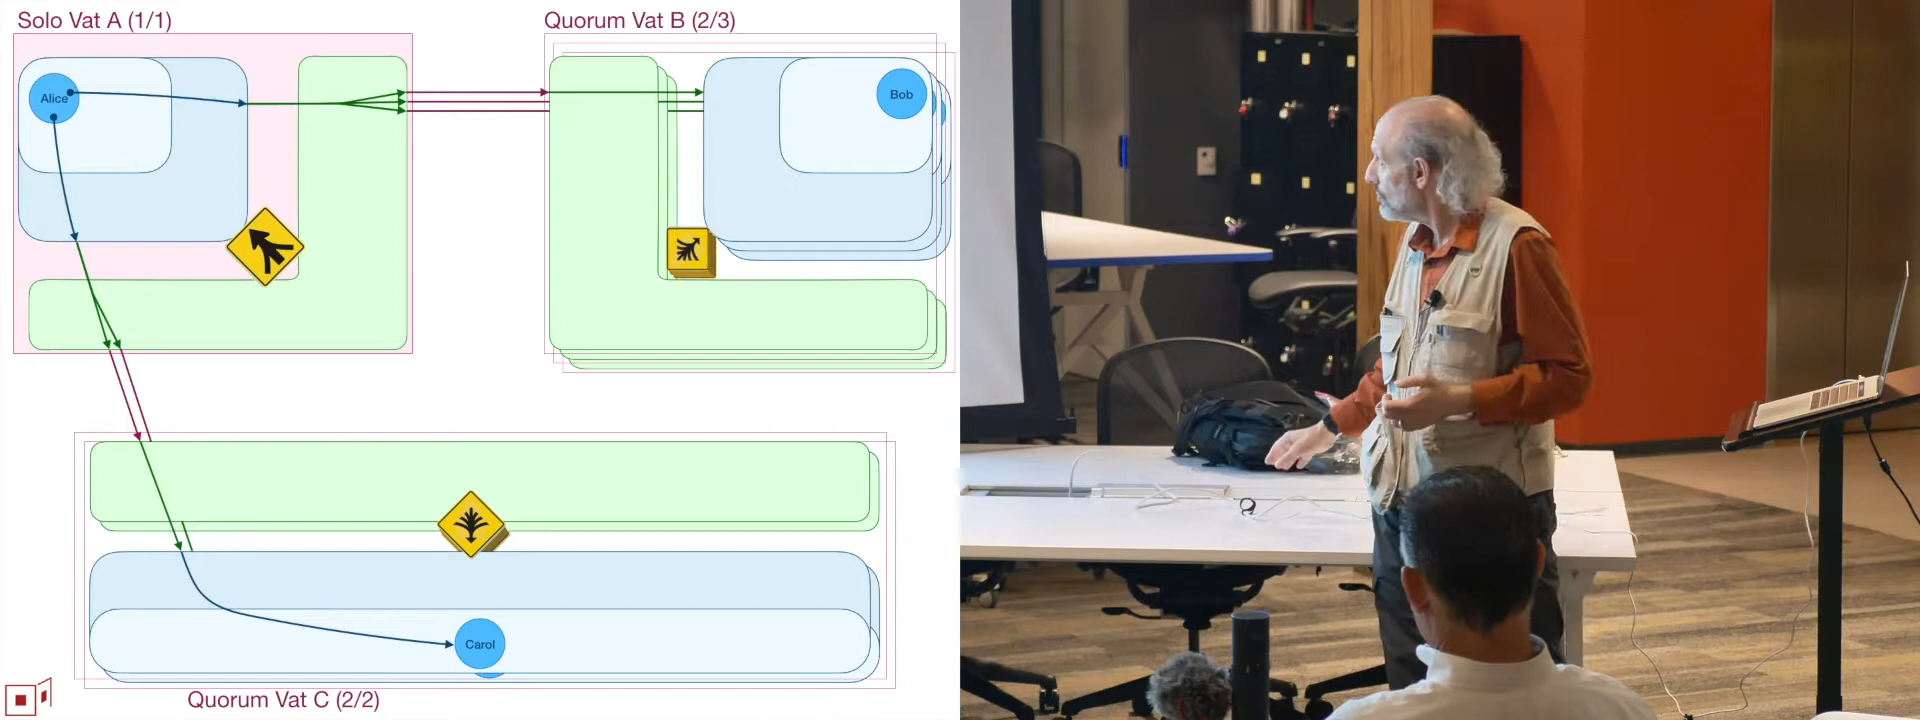 Solo Vat A (1/1)
Quorum Vat B (2/3)
Alice
Bob
Carol
Quorum Vat C (2/2)